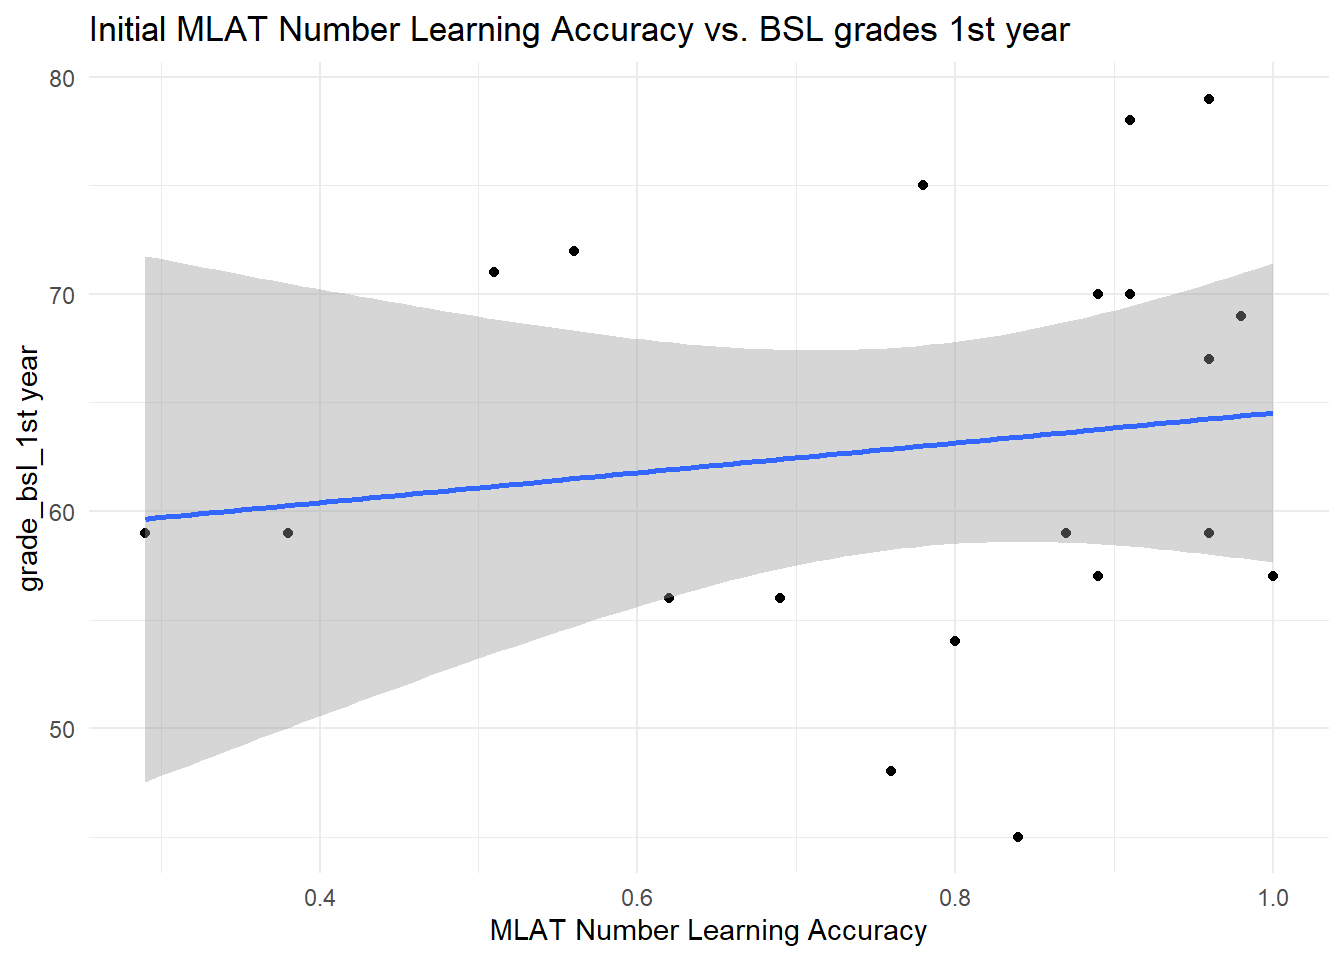 Initial MLAT Number Learning Accuracy vs. BSL grades 1st year
grade_bsl_1st year
80
70
60
50
0.4
0.6
0.8
1.0
MLAT Number Learning Accuracy